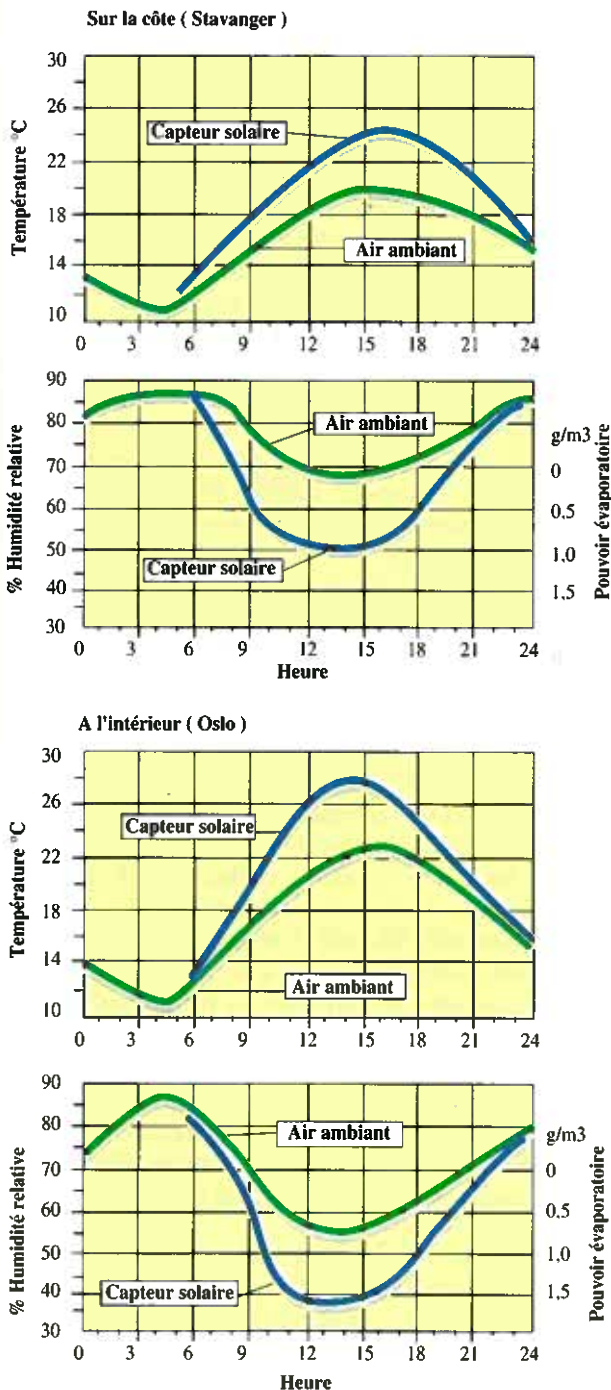 Sur la côte ( Stavanger )
Température °C
30
26
22
18
14
10
Capteur solaire
Air ambiant
0 3 6 9 12 15 18 21 24
% Humidité relative
90
80
70
60
50
40
30
Air ambiant
Capteur solaire
g/m3
0
0.5
1.0
1.5
Pouvoir évaporatoire
0 3 6 9 12 15 18 21 24
Heure
A l'intérieur ( Oslo )
Température °C
30
26
22
18
14
10
Capteur solaire
Air ambiant
0 3 6 9 12 15 18 21 24
% Humidité relative
90
80
70
60
50
40
30
Air ambiant
Capteur solaire
g/m3
0
0.5
1.0
1.5
Pouvoir évaporatoire
0 3 6 9 12 15 18 21 24
Heure